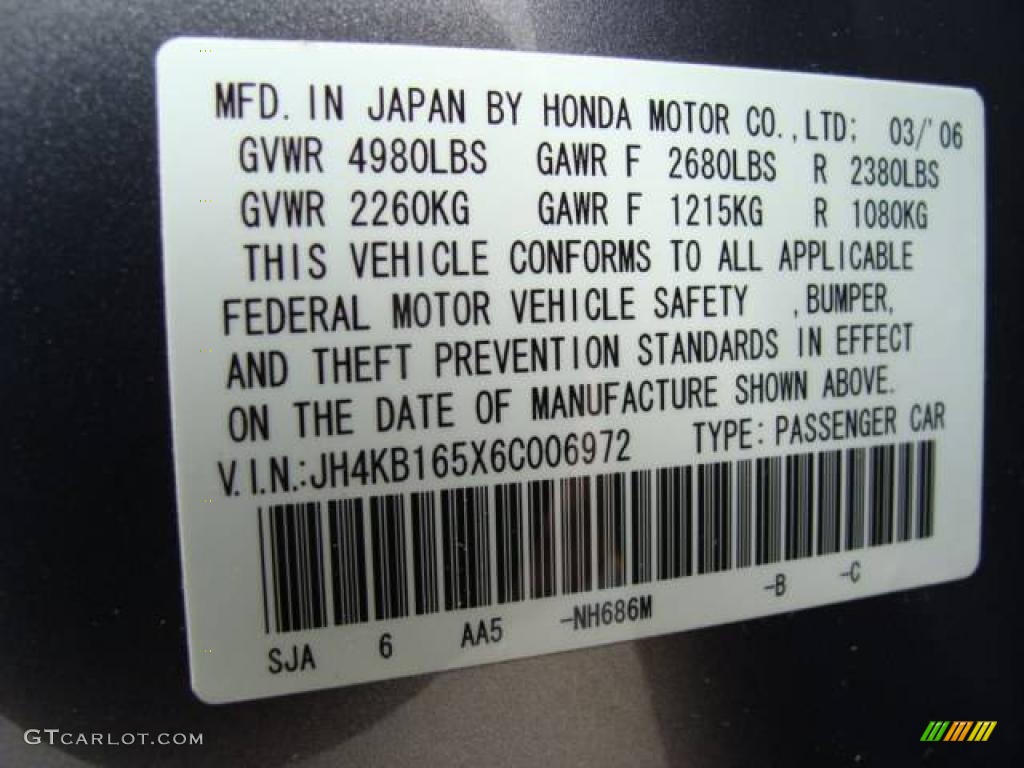 MFD. IN JAPAN BY HONDA MOTOR CO.,LTD; 03/'06
GVWR 4980LBS GAWR F 2680LBS R 2380LBS
GVWR 2260KG GAWR F 1215KG R 1080KG
THIS VEHICLE CONFORMS TO ALL APPLICABLE
FEDERAL MOTOR VEHICLE SAFETY ,BUMPER,
AND THEFT PREVENTION STANDARDS IN EFFECT
ON THE DATE OF MANUFACTURE SHOWN ABOVE.
V.I.N.:JH4KB165X6C006972 TYPE:PASSENGER CAR
SJA 6 AA5 -NH686M -B -C
GTCARLOT.COM